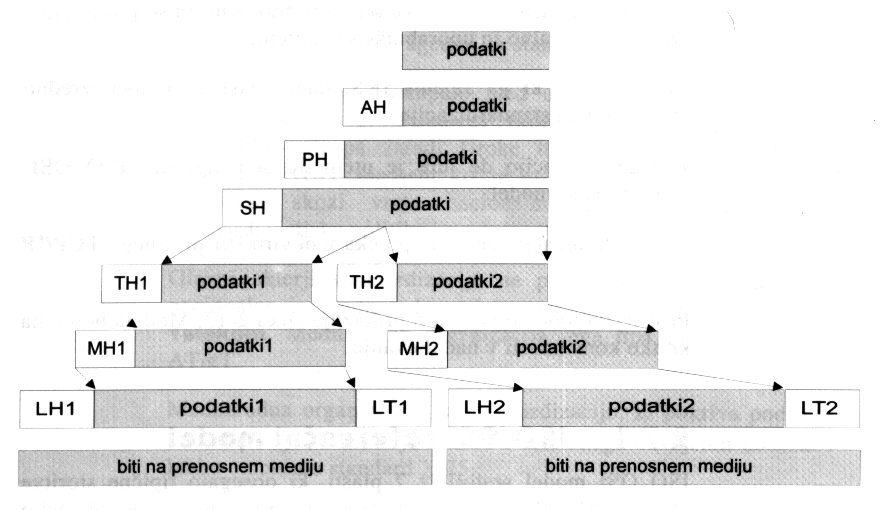 podatki
AH podatki
PH podatki
SH podatki
TH1 podatki1 TH2 podatki2
MH1 podatki1 MH2 podatki2
LH1 podatki1 LT1 LH2 podatki2 LT2
biti na prenosnem mediju biti na prenosnem mediju